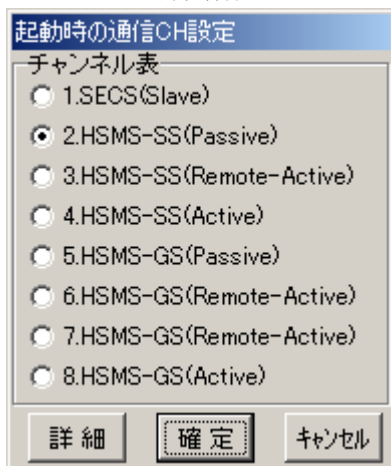 起動時の通信CH設定
チャンネル表
1.SECS(Slave)
2.HSMS-SS(Passive)
3.HSMS-SS(Remote-Active)
4.HSMS-SS(Active)
5.HSMS-GS(Passive)
6.HSMS-GS(Remote-Active)
7.HSMS-GS(Remote-Active)
8.HSMS-GS(Active)
詳 細 確 定 ｷｬﾝｾﾙ